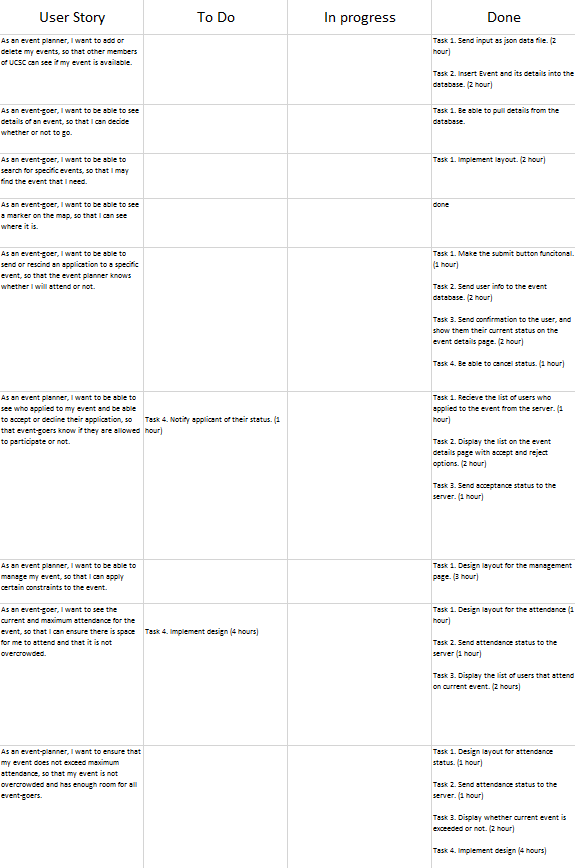 User Story
To Do
In progress
Done
As an event planner, I want to add or
delete my events, so that other members
of UCSC can see if my event is available.
Task 1. Send input as json data file. (2
hour)
Task 2. Insert Event and its details into the
database. (2 hour)
As an event-goer, I want to be able to see
details of an event, so that I can decide
whether or not to go.
Task 1. Be able to pull details from the
database.
As an event-goer, I want to be able to
search for specific events, so that I may
find the event that I need.
Task 1. Implement layout. (2 hour)
As an event-goer, I want to be able to see
a marker on the map, so that I can see
where it is.
done
As an event-goer, I want to be able to
send or rescind an application to a specific
event, so that the event planner knows
whether I will attend or not.
Task 1. Make the submit button funcitonal.
(1 hour)
Task 2. Send user info to the event
database. (2 hour)
Task 3. Send confirmation to the user, and
show them their current status on the
event details page. (2 hour)
Task 4. Be able to cancel status. (1 hour)
As an event planner, I want to be able to
see who applied to my event and be able
to accept or decline their application, so
that event-goers know if they are allowed
to participate or not.
Task 4. Notify applicant of their status. (1
hour)
Task 1. Recieve the list of users who
applied to the event from the server. (1
hour)
Task 2. Display the list on the event
details page with accept and reject
options. (2 hour)
Task 3. Send acceptance status to the
server. (1 hour)
As an event planner, I want to be able to
manage my event, so that I can apply
certain constraints to the event.
Task 1. Design layout for the management
page. (3 hour)
As an event-goer, I want to see the
current and maximum attendance for the
event, so that I can ensure there is space
for me to attend and that it is not
overcrowded.
Task 4. Implement design (4 hours)
Task 1. Design layout for the attendance (1
hour)
Task 2. Send attendance status to the
server (1 hour)
Task 3. Display the list of users that attend
on current event. (2 hours)
As an event-planner, I want to ensure that
my event does not exceed maximum
attendance, so that my event is not
overcrowded and has enough room for all
event-goers.
Task 1. Design layout for attendance
status. (1 hour)
Task 2. Send attendance status to the
server. (1 hour)
Task 3. Display whether current event is
exceeded or not. (2 hour)
Task 4. Implement design (4 hours)